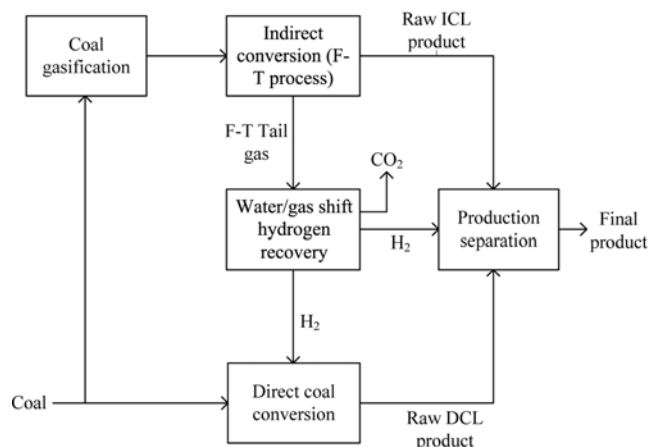 Coal
gasification
Indirect
conversion (F-
T process)
Raw ICL
product
F-T Tail
gas
CO₂
Water/gas shift
hydrogen
recovery
H₂
Production
separation
Final
product
H₂
Coal
Direct coal
conversion
Raw DCL
product